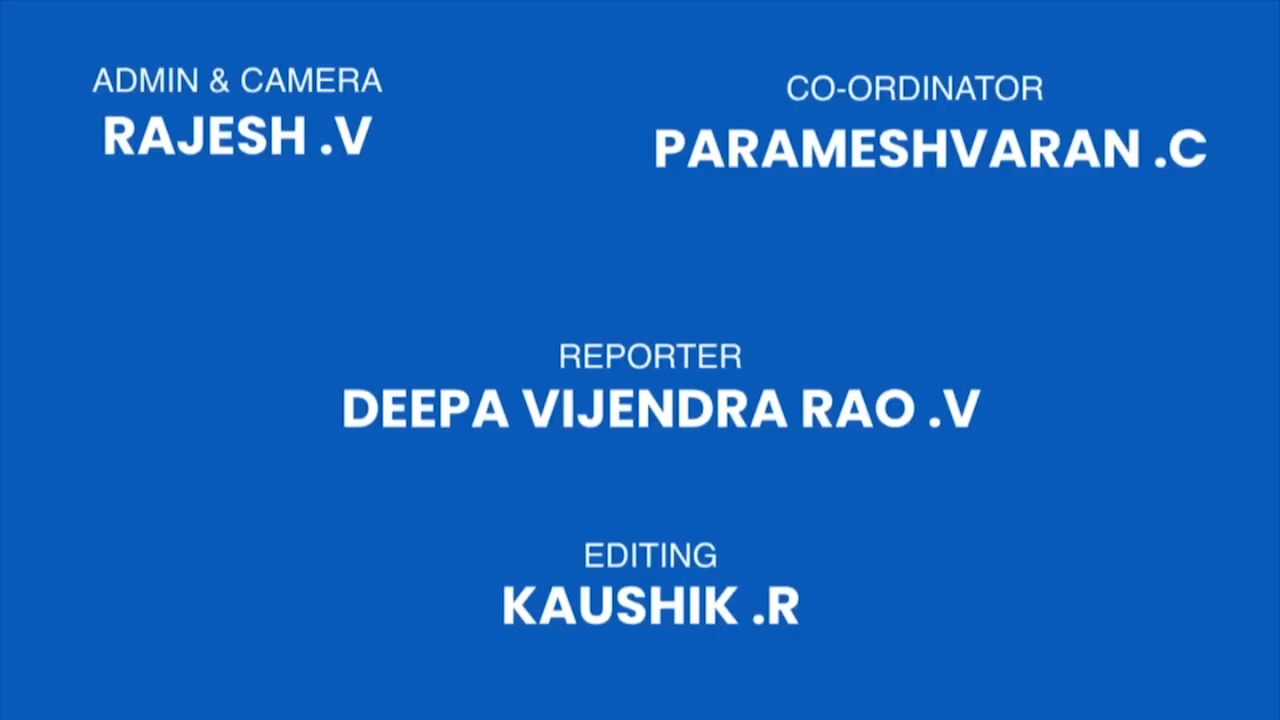 ADMIN & CAMERA
RAJESH .V
CO-ORDINATOR
PARAMESHVARAN .C
REPORTER
DEEPA VIJENDRA RAO .V
EDITING
KAUSHIK .R